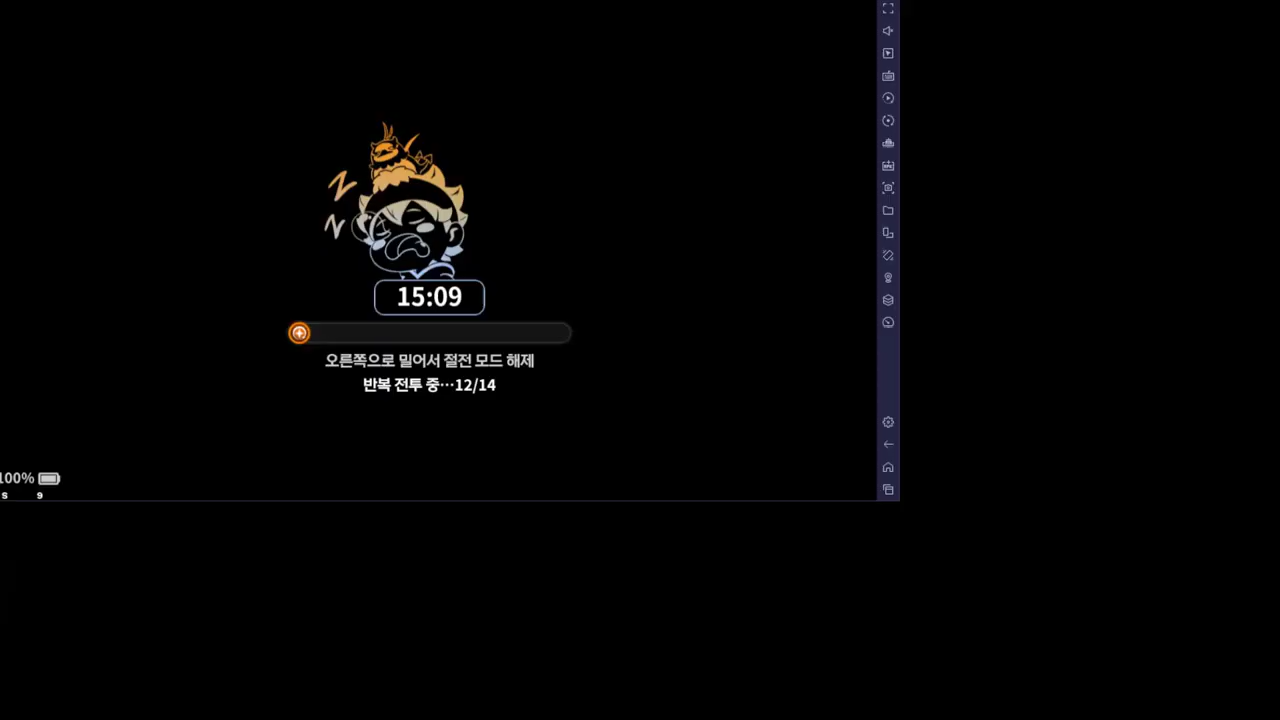 15:09
오른쪽으로 밀어서 절전 모드 해제
반복 전투 중···12/14
100%
s 9